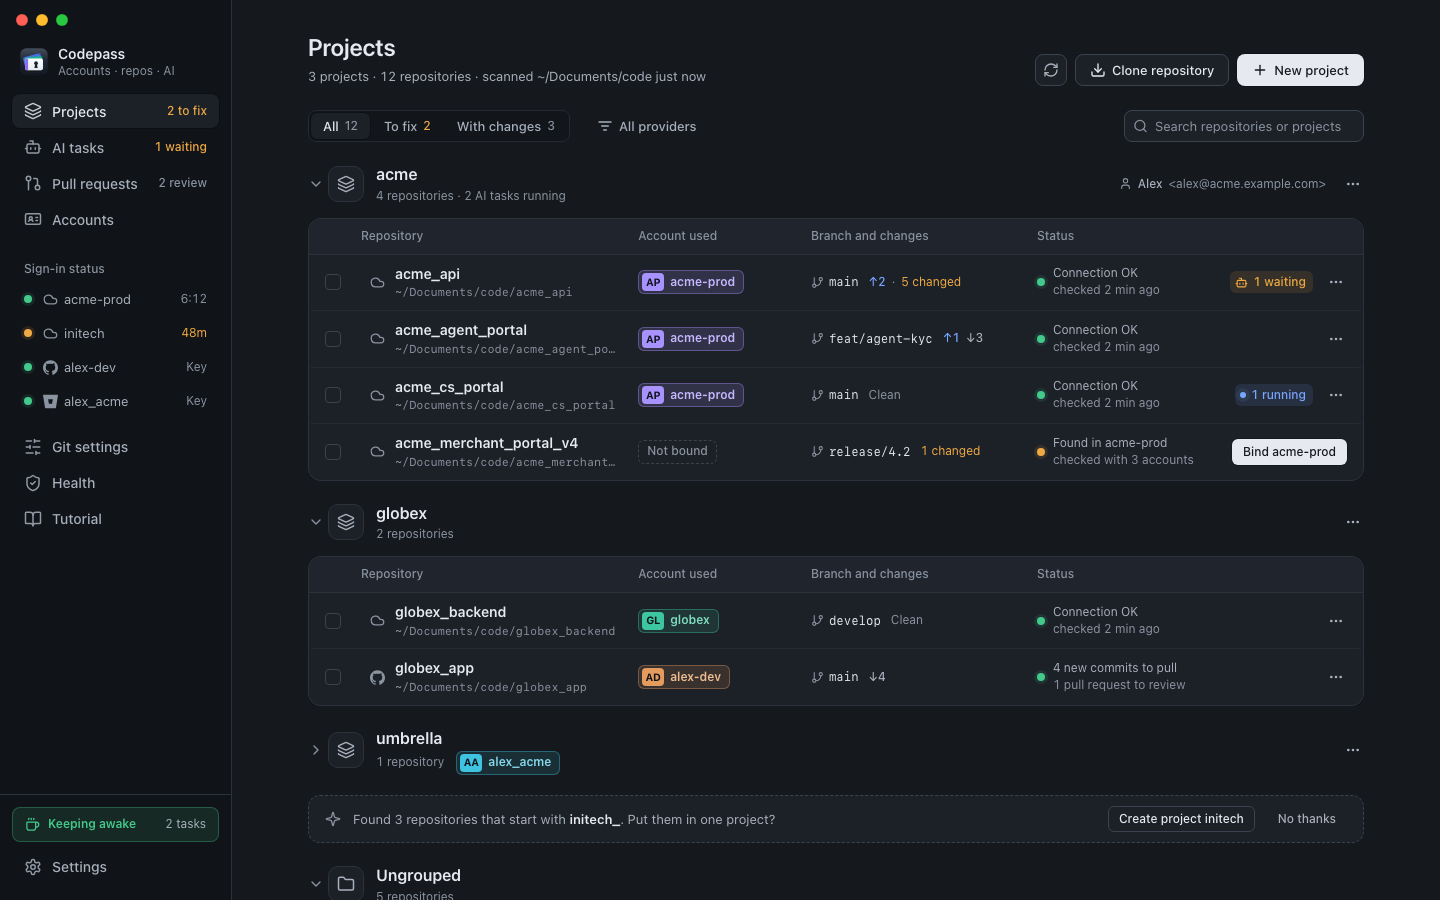 Codepass
Accounts · repos · AI
Projects 2 to fix
AI tasks 1 waiting
Pull requests 2 review
Accounts
Sign-in status
acme-prod 6:12
initech 48m
alex-dev Key
alex_acme Key
Git settings
Health
Tutorial
Keeping awake 2 tasks
Settings
Projects
3 projects · 12 repositories · scanned ~/Documents/code just now
Clone repository
New project
All 12 To fix 2 With changes 3 All providers
Search repositories or projects
acme
4 repositories · 2 AI tasks running
Alex <alex@acme.example.com>
Repository Account used Branch and changes Status
acme_api
~/Documents/code/acme_api
AP acme-prod
main ↑2 · 5 changed
Connection OK
checked 2 min ago
1 waiting
acme_agent_portal
~/Documents/code/acme_agent_po…
AP acme-prod
feat/agent-kyc ↑1 ↓3
Connection OK
checked 2 min ago
acme_cs_portal
~/Documents/code/acme_cs_portal
AP acme-prod
main Clean
Connection OK
checked 2 min ago
1 running
acme_merchant_portal_v4
~/Documents/code/acme_merchant…
Not bound
release/4.2 1 changed
Found in acme-prod
checked with 3 accounts
Bind acme-prod
globex
2 repositories
Repository Account used Branch and changes Status
globex_backend
~/Documents/code/globex_backend
GL globex
develop Clean
Connection OK
checked 2 min ago
globex_app
~/Documents/code/globex_app
AD alex-dev
main ↓4
4 new commits to pull
1 pull request to review
umbrella
1 repository AA alex_acme
Found 3 repositories that start with initech_. Put them in one project?
Create project initech
No thanks
Ungrouped
5 repositories